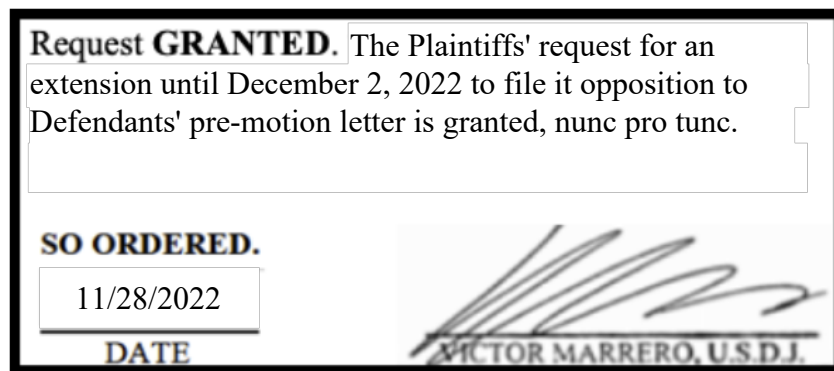 Request GRANTED. The Plaintiffs' request for an
extension until December 2, 2022 to file it opposition to
Defendants' pre-motion letter is granted, nunc pro tunc.
SO ORDERED.
11/28/2022
DATE
VICTOR MARRERO, U.S.D.J.